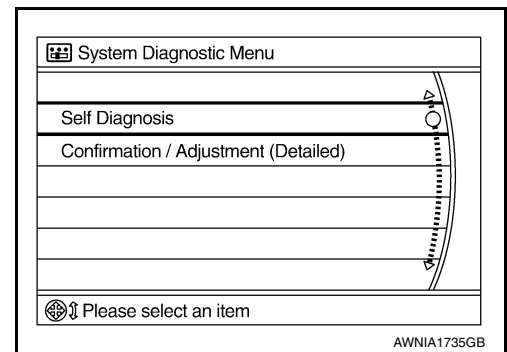 System Diagnostic Menu
Self Diagnosis
Confirmation / Adjustment (Detailed)
Please select an item
AWNIA1735GB